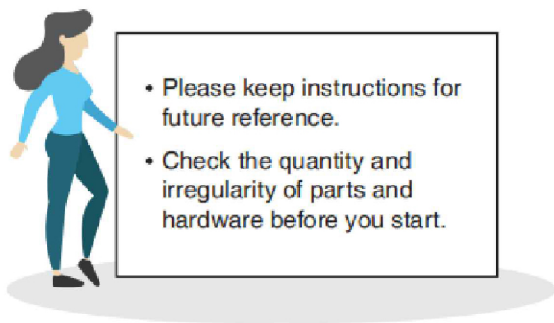 • Please keep instructions for
future reference.
• Check the quantity and
irregularity of parts and
hardware before you start.